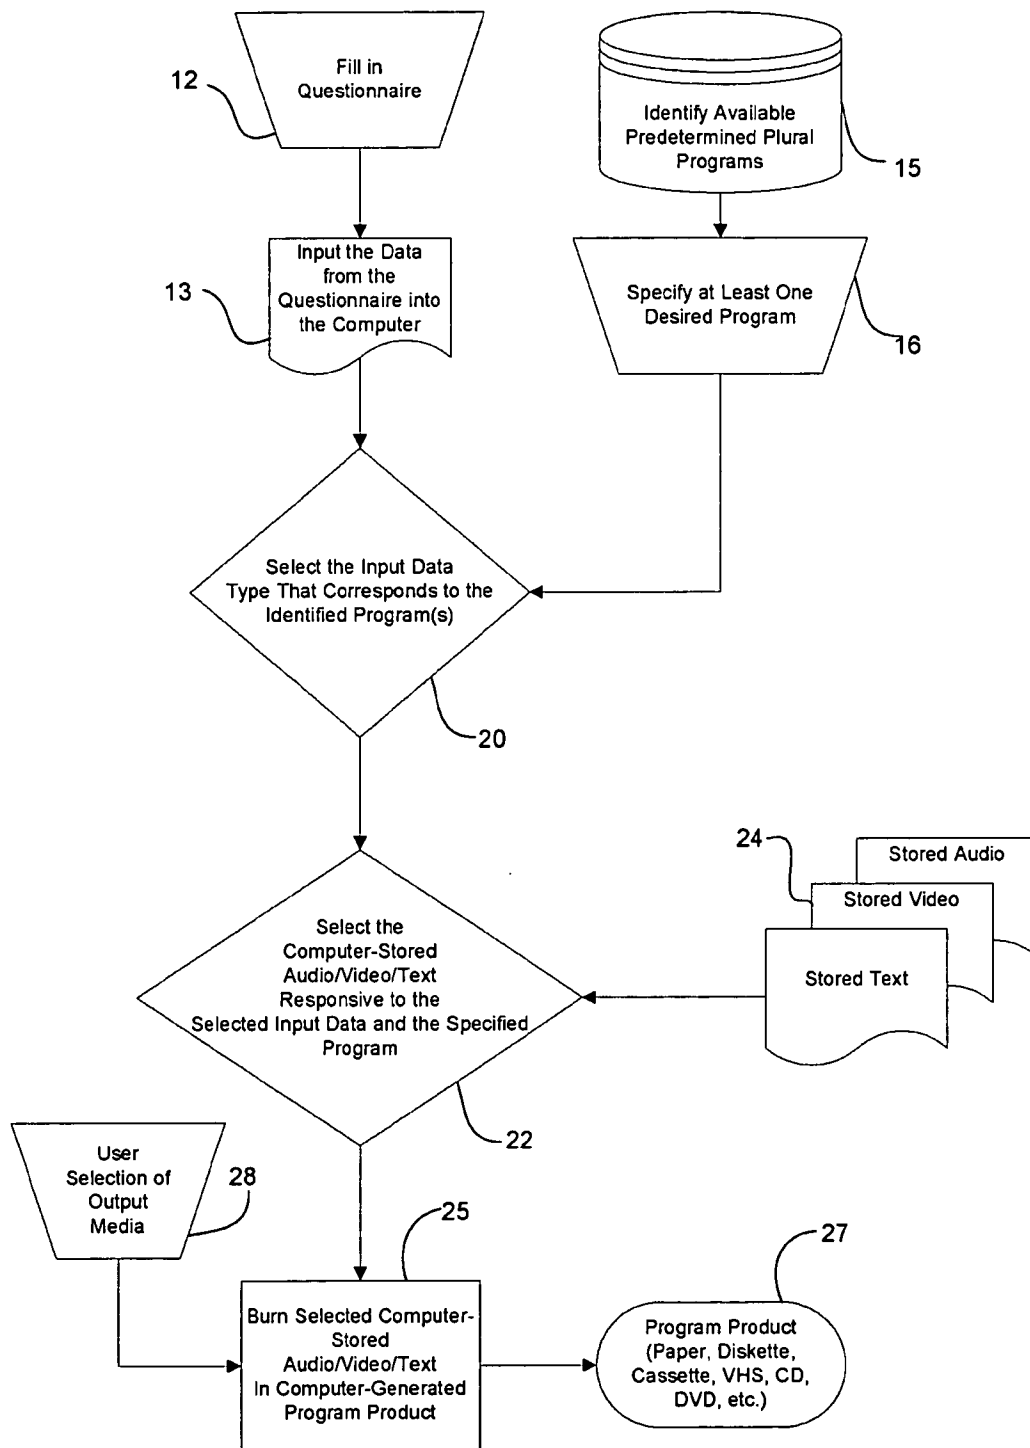 Fill in
Questionnaire
12
Identify Available
Predetermined Plural
Programs
15
Input the Data
from the
Questionnaire into
the Computer
13
Specify at Least One
Desired Program
16
Select the Input Data
Type That Corresponds to the
Identified Program(s)
20
24
Stored Audio
Stored Video
Stored Text
Select the
Computer-Stored
Audio/Video/Text
Responsive to the
Selected Input Data and the Specified
Program
22
User
Selection of
Output
Media
28
25
Burn Selected Computer-
Stored
Audio/Video/Text
In Computer-Generated
Program Product
27
Program Product
(Paper, Diskette,
Cassette, VHS, CD,
DVD, etc.)